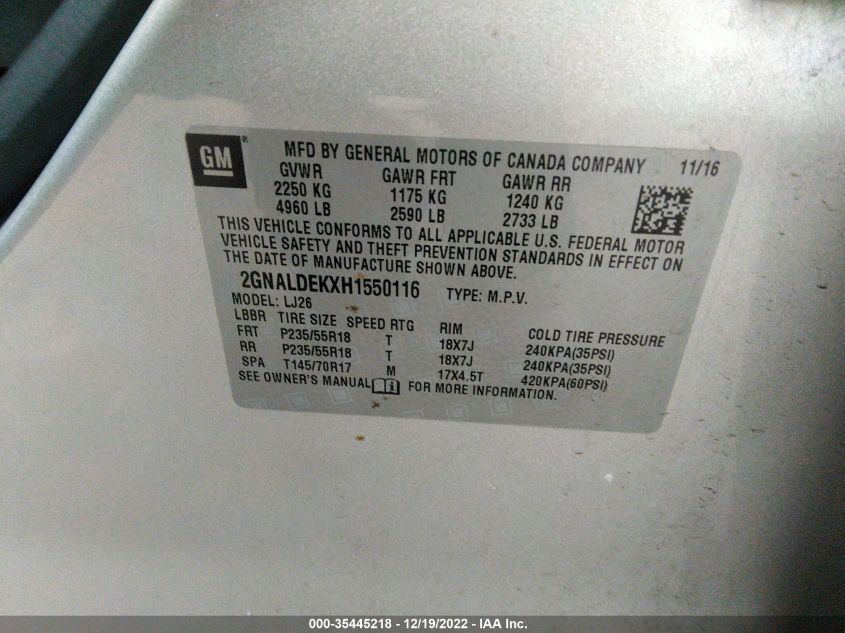 GM ® MFD BY GENERAL MOTORS OF CANADA COMPANY 11/16
GVWR GAWR FRT GAWR RR
2250 KG 1175 KG 1240 KG
4960 LB 2590 LB 2733 LB
THIS VEHICLE CONFORMS TO ALL APPLICABLE U.S. FEDERAL MOTOR
VEHICLE SAFETY AND THEFT PREVENTION STANDARDS IN EFFECT ON
THE DATE OF MANUFACTURE SHOWN ABOVE.
2GNALDEKXH1550116 TYPE: M.P.V.
MODEL: LJ26
LBBR TIRE SIZE SPEED RTG RIM COLD TIRE PRESSURE
FRT P235/55R18 T 18X7J 240KPA(35PSI)
RR P235/55R18 T 18X7J 240KPA(35PSI)
SPA T145/70R17 M 17X4.5T 420KPA(60PSI)
SEE OWNER'S MANUAL FOR MORE INFORMATION.
000-35445218 - 12/19/2022 - IAA Inc.